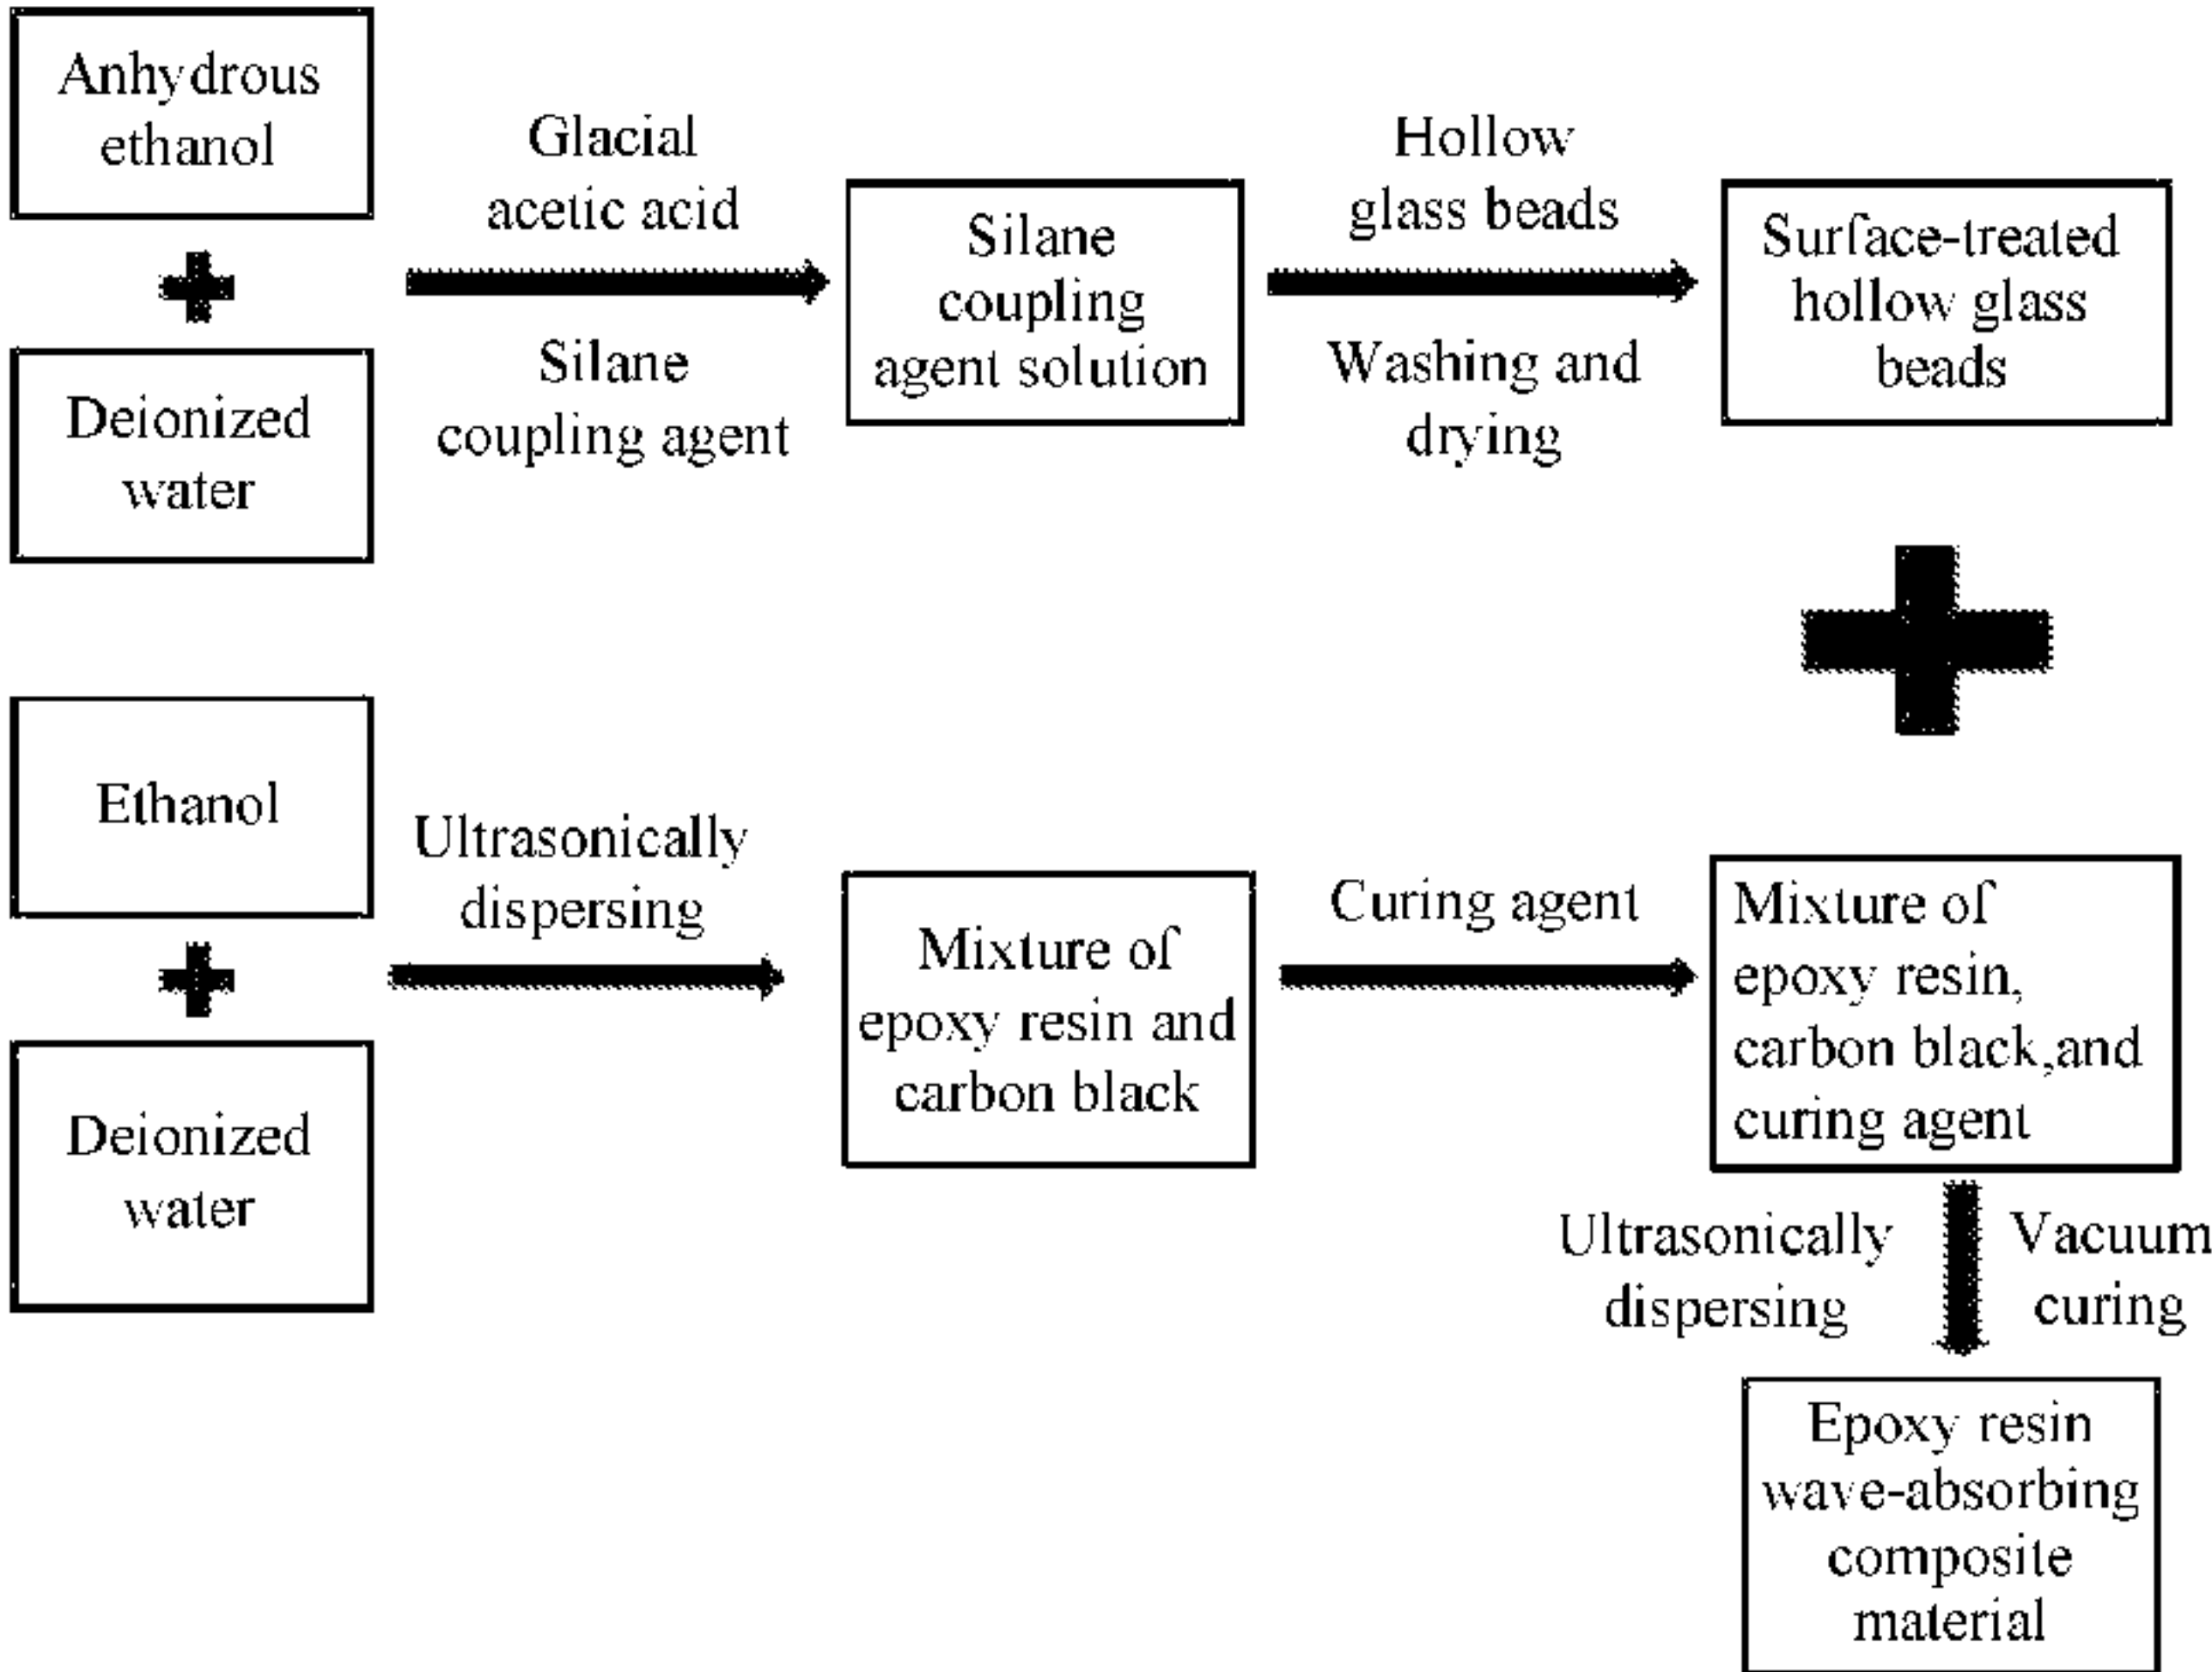 Anhydrous
ethanol
Deionized
water
Glacial
acetic acid
Silane
coupling agent
Silane
coupling
agent solution
Hollow
glass beads
Washing and
drying
Surface-treated
hollow glass
beads
Ethanol
Deionized
water
Ultrasonically
dispersing
Mixture of
epoxy resin and
carbon black
Curing agent
Mixture of
epoxy resin,
carbon black,and
curing agent
Ultrasonically
dispersing
Vacuum
curing
Epoxy resin
wave-absorbing
composite
material